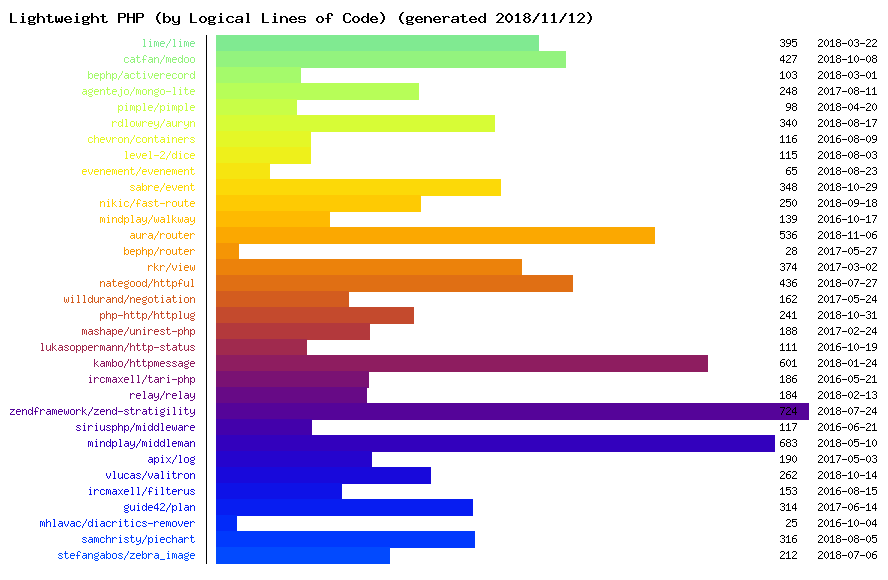 Lightweight PHP (by Logical Lines of Code) (generated 2018/11/12)
lime/lime 395 2018-03-22
catfan/medoo 427 2018-10-08
bephp/activerecord 103 2018-03-01
agentejo/mongo-lite 248 2017-08-11
pimple/pimple 98 2018-04-20
rdlowrey/auryn 340 2018-08-17
chevron/containers 116 2016-08-09
level-2/dice 115 2018-08-03
evenement/evenement 65 2018-08-23
sabre/event 348 2018-10-29
nikic/fast-route 250 2018-09-18
mindplay/walkway 139 2016-10-17
aura/router 536 2018-11-06
bephp/router 28 2017-05-27
rkr/view 374 2017-03-02
nategood/httpful 436 2018-07-27
willdurand/negotiation 162 2017-05-24
php-http/httplug 241 2018-10-31
mashape/unirest-php 188 2017-02-24
lukasoppermann/http-status 111 2016-10-19
kambo/httpmessage 601 2018-01-24
ircmaxell/tari-php 186 2016-05-21
relay/relay 184 2018-02-13
zendframework/zend-stratigility 724 2018-07-24
siriusphp/middleware 117 2016-06-21
mindplay/middleman 683 2018-05-10
apix/log 190 2017-05-03
vlucas/valitron 262 2018-10-14
ircmaxell/filterus 153 2016-08-15
guide42/plan 314 2017-06-14
mhlavac/diacritics-remover 25 2016-10-04
samchristy/piechart 316 2018-08-05
stefangabos/zebra_image 212 2018-07-06